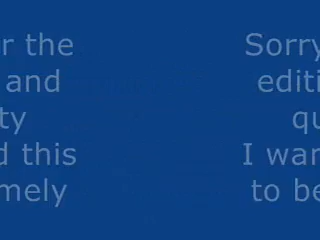 r the
and
ty
d this
mely
Sorry
editi
qu
I wan
to be